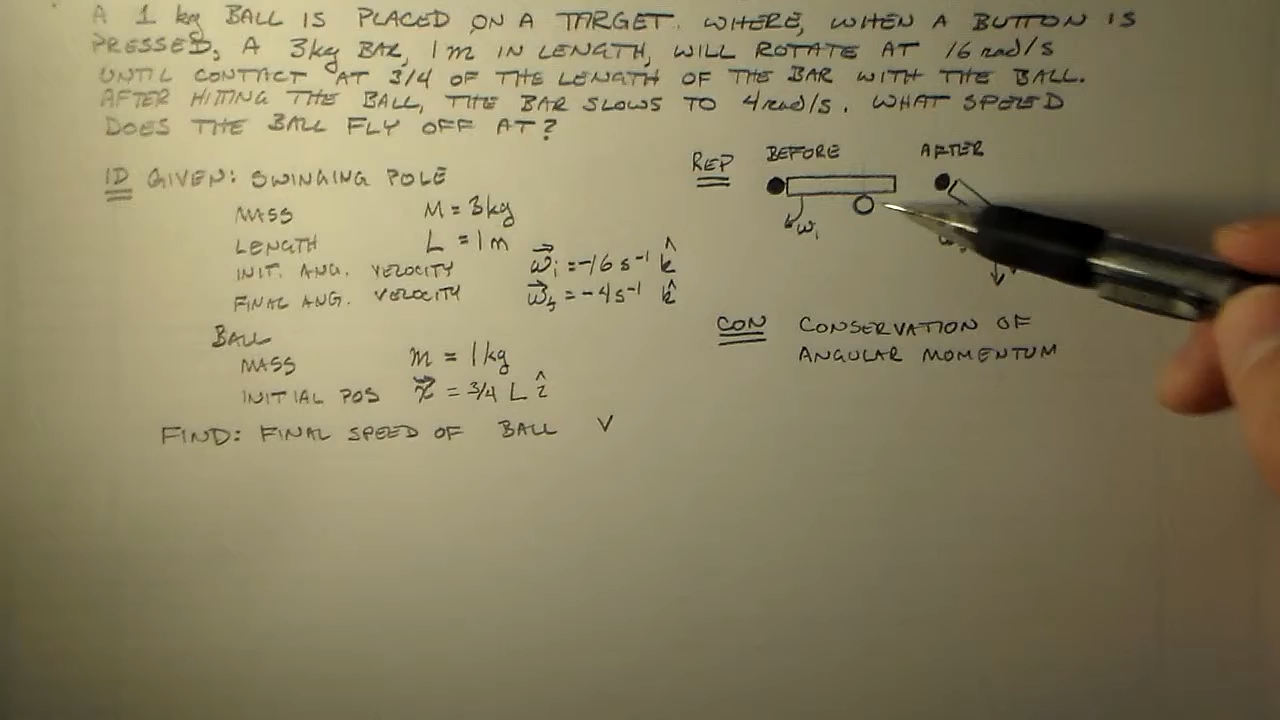 A 1 kg BALL IS PLACED ON A TARGET. WHERE, WHEN A BUTTON IS
PRESSED, A 3kg BAR, 1m IN LENGTH, WILL ROTATE AT 16 rad/s
UNTIL CONTACT AT 3/4 OF THE LENGTH OF THE BAR WITH THE BALL.
AFTER HITTING THE BALL, THE BAR SLOWS TO 4 rad/s. WHAT SPEED
DOES THE BALL FLY OFF AT?
ID GIVEN: SWINGING POLE
MASS M = 3kg
LENGTH L = 1m
INIT. ANG. VELOCITY ω⃗i = -16 s⁻¹ k̂
FINAL ANG. VELOCITY ω⃗f = -4 s⁻¹ k̂
BALL
MASS m = 1kg
INITIAL POS r⃗ = 3/4 L î
FIND: FINAL SPEED OF BALL V
REP BEFORE AFTER
ωi
CON CONSERVATION OF
ANGULAR MOMENTUM